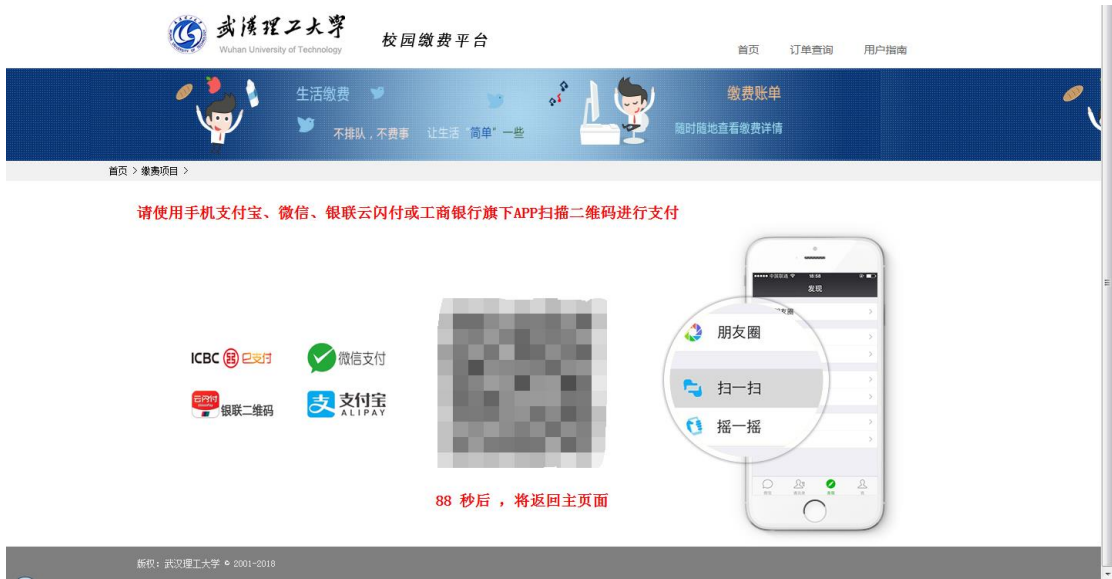 武汉理工大学
Wuhan University of Technology
校园缴费平台
首页 订单查询 用户指南
生活缴费
不排队，不费事 让生活“简单”一些
缴费账单
随时随地查看缴费详情
首页 > 缴费项目 >
请使用手机支付宝、微信、银联云闪付或工商银行旗下APP扫描二维码进行支付
18:58
发现
朋友圈
扫一扫
摇一摇
ICBC 已支付
微信支付
云闪付
银联二维码
支付宝
ALIPAY
88 秒后 ，将返回主页面
版权：武汉理工大学 © 2001-2018